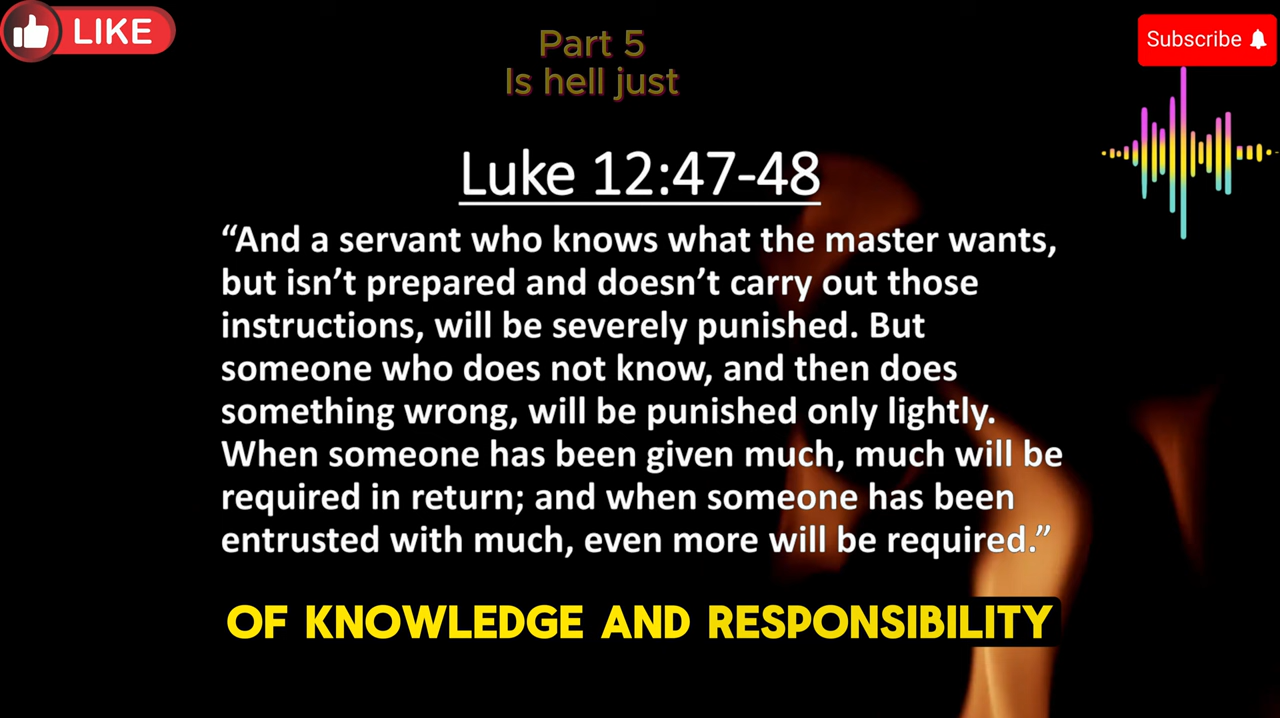 LIKE
Part 5
Is hell just
Subscribe
Luke 12:47-48
“And a servant who knows what the master wants,
but isn’t prepared and doesn’t carry out those
instructions, will be severely punished. But
someone who does not know, and then does
something wrong, will be punished only lightly.
When someone has been given much, much will be
required in return; and when someone has been
entrusted with much, even more will be required.”
OF KNOWLEDGE AND RESPONSIBILITY